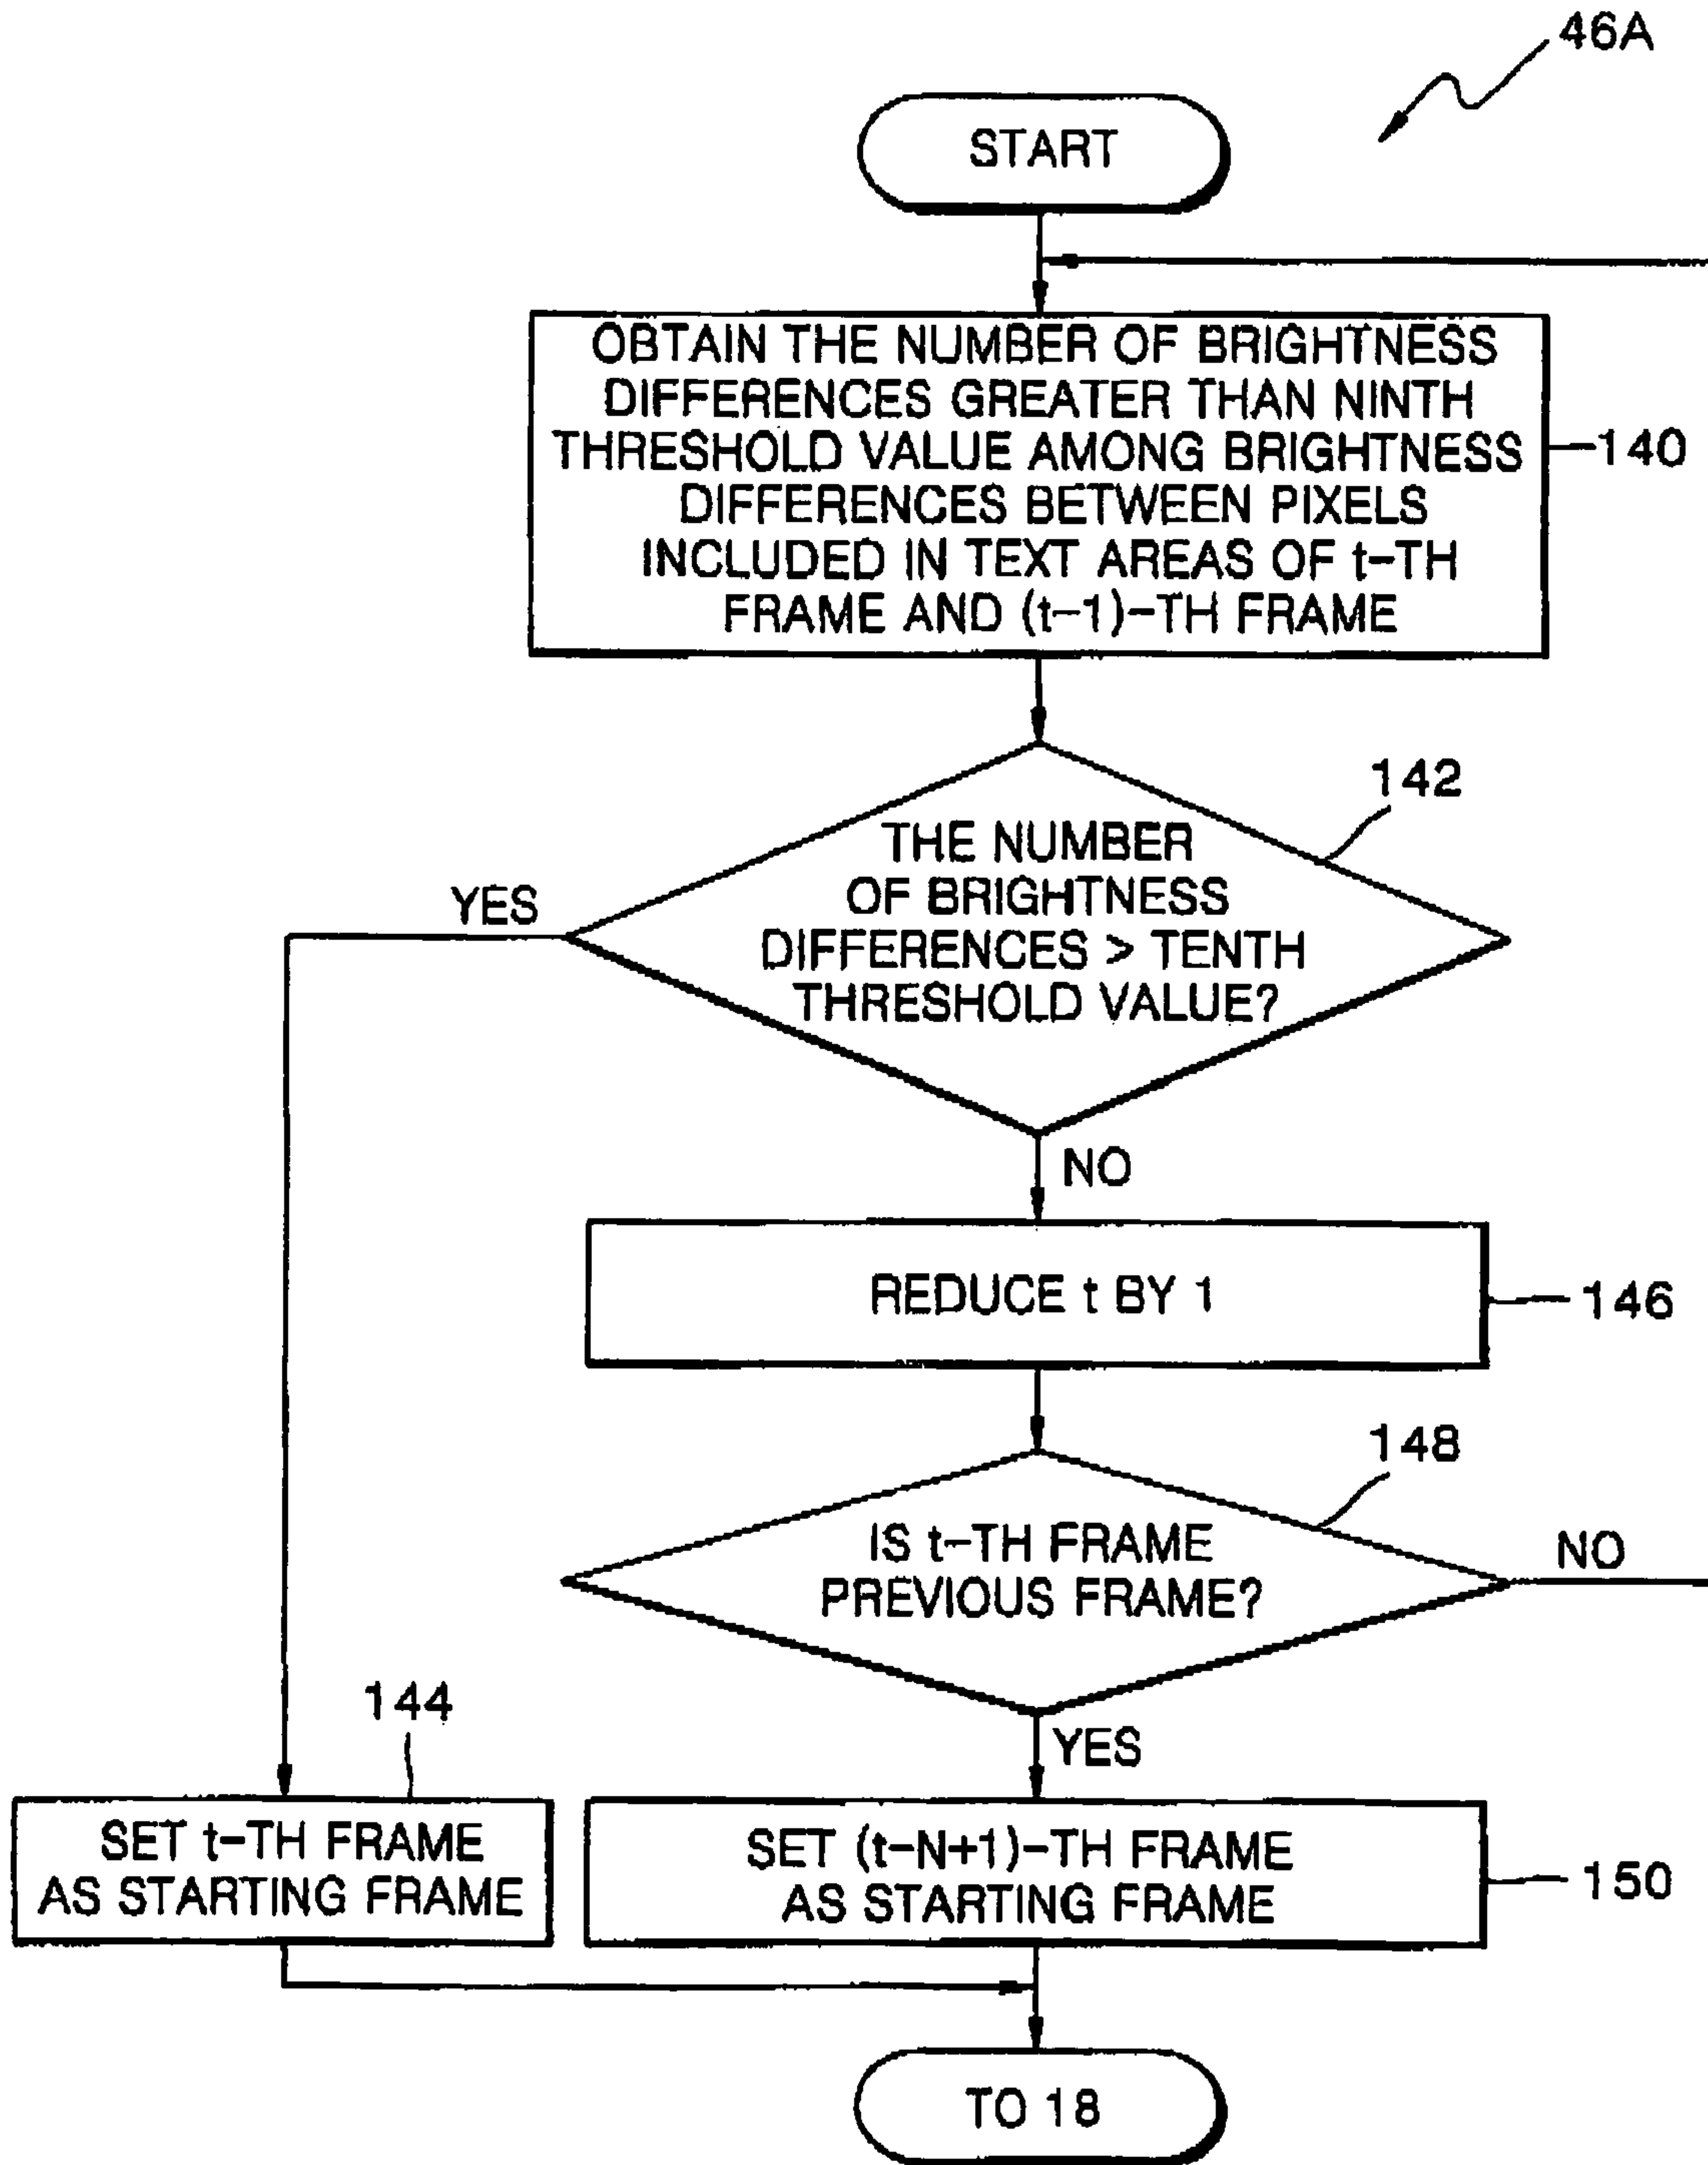 46A
START
OBTAIN THE NUMBER OF BRIGHTNESS
DIFFERENCES GREATER THAN NINTH
THRESHOLD VALUE AMONG BRIGHTNESS
DIFFERENCES BETWEEN PIXELS
INCLUDED IN TEXT AREAS OF t-TH
FRAME AND (t-1)-TH FRAME
140
142
THE NUMBER
OF BRIGHTNESS
DIFFERENCES > TENTH
THRESHOLD VALUE?
YES
NO
REDUCE t BY 1
146
148
IS t-TH FRAME
PREVIOUS FRAME?
NO
YES
144
SET t-TH FRAME
AS STARTING FRAME
SET (t-N+1)-TH FRAME
AS STARTING FRAME
150
TO 18